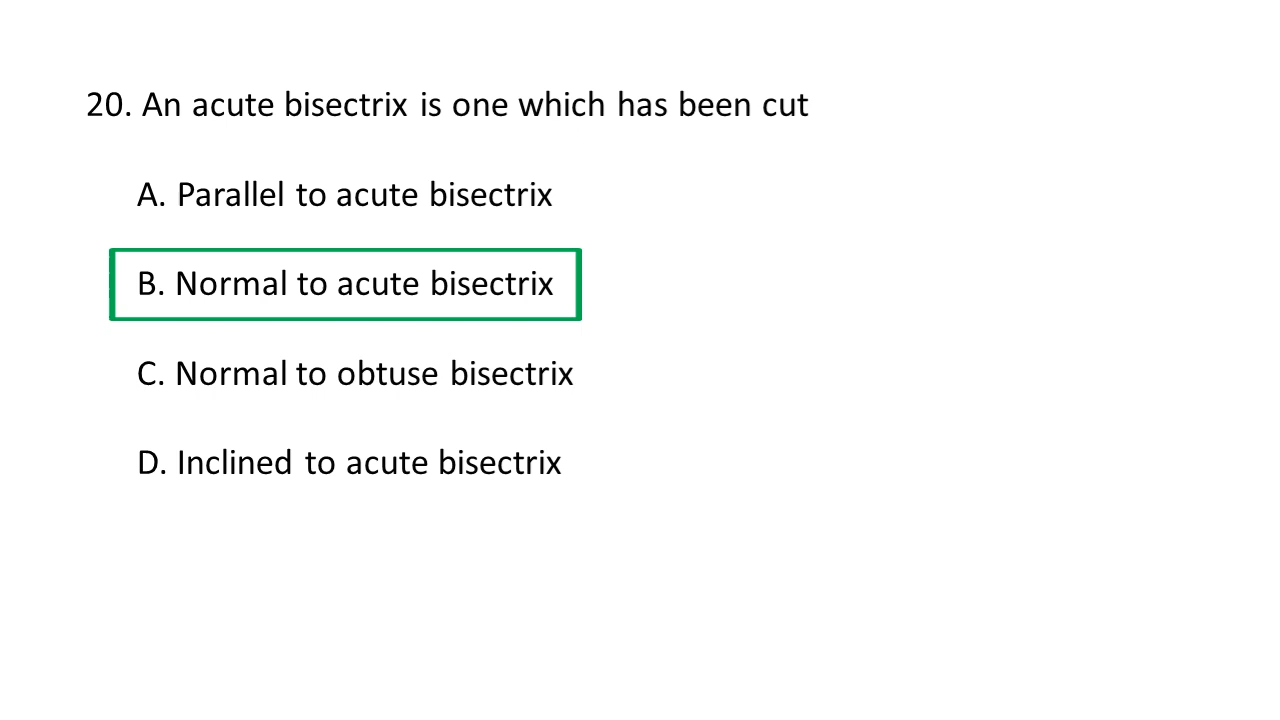 20. An acute bisectrix is one which has been cut
A. Parallel to acute bisectrix
B. Normal to acute bisectrix
C. Normal to obtuse bisectrix
D. Inclined to acute bisectrix